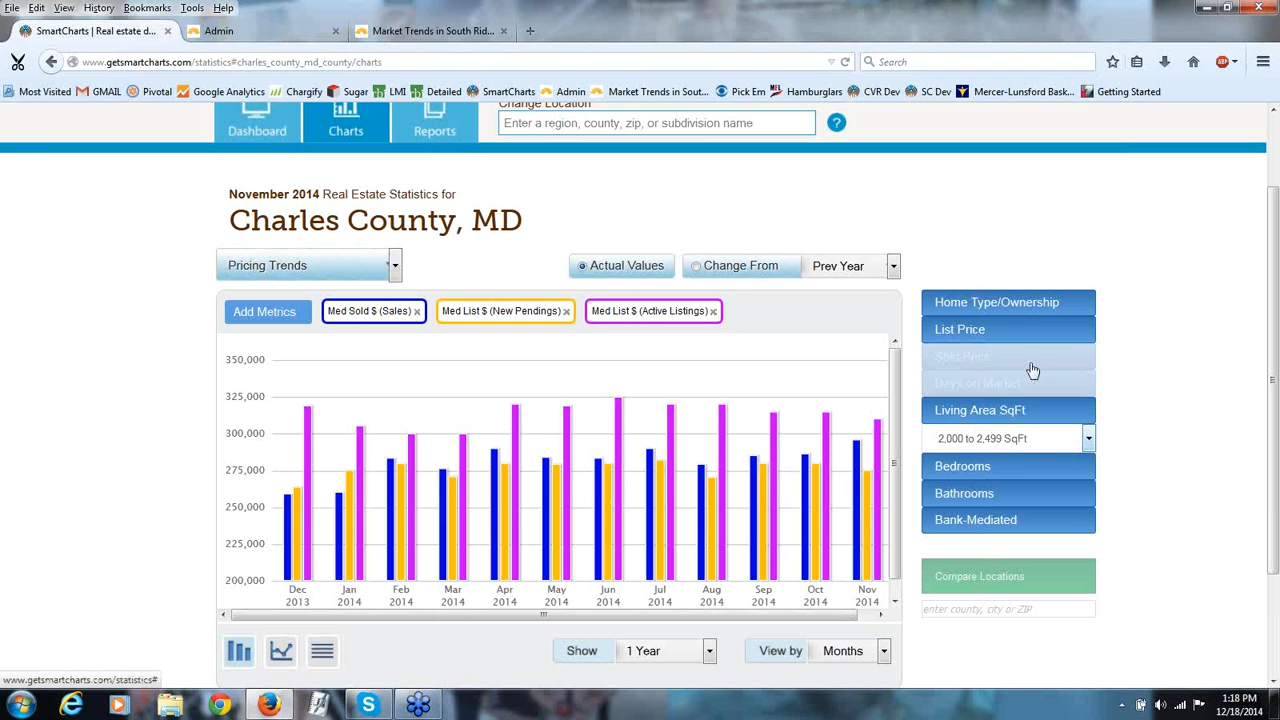 File Edit View History Bookmarks Tools Help
SmartCharts | Real estate d... × Admin × Market Trends in South Rid... × +
www.getsmartcharts.com/statistics#charles_county_md_county/charts Search
Most Visited GMAIL Pivotal Google Analytics Chargify Sugar LMI Detailed SmartCharts Admin Market Trends in Sout... Pick Em Hamburglars CVR Dev SC Dev Mercer-Lunsford Bask... Getting Started
Change Location
Dashboard Charts Reports Enter a region, county, zip, or subdivision name ?
November 2014 Real Estate Statistics for
Charles County, MD
Pricing Trends Actual Values Change From Prev Year
Add Metrics Med Sold $ (Sales) × Med List $ (New Pendings) × Med List $ (Active Listings) ×
350,000
325,000
300,000
275,000
250,000
225,000
200,000
Dec Jan Feb Mar Apr May Jun Jul Aug Sep Oct Nov
2013 2014 2014 2014 2014 2014 2014 2014 2014 2014 2014 2014
Show 1 Year View by Months
Home Type/Ownership
List Price
Sold Price
Days on Market
Living Area SqFt
2,000 to 2,499 SqFt
Bedrooms
Bathrooms
Bank-Mediated
Compare Locations
enter county, city or ZIP
www.getsmartcharts.com/statistics#
1:18 PM
12/18/2014